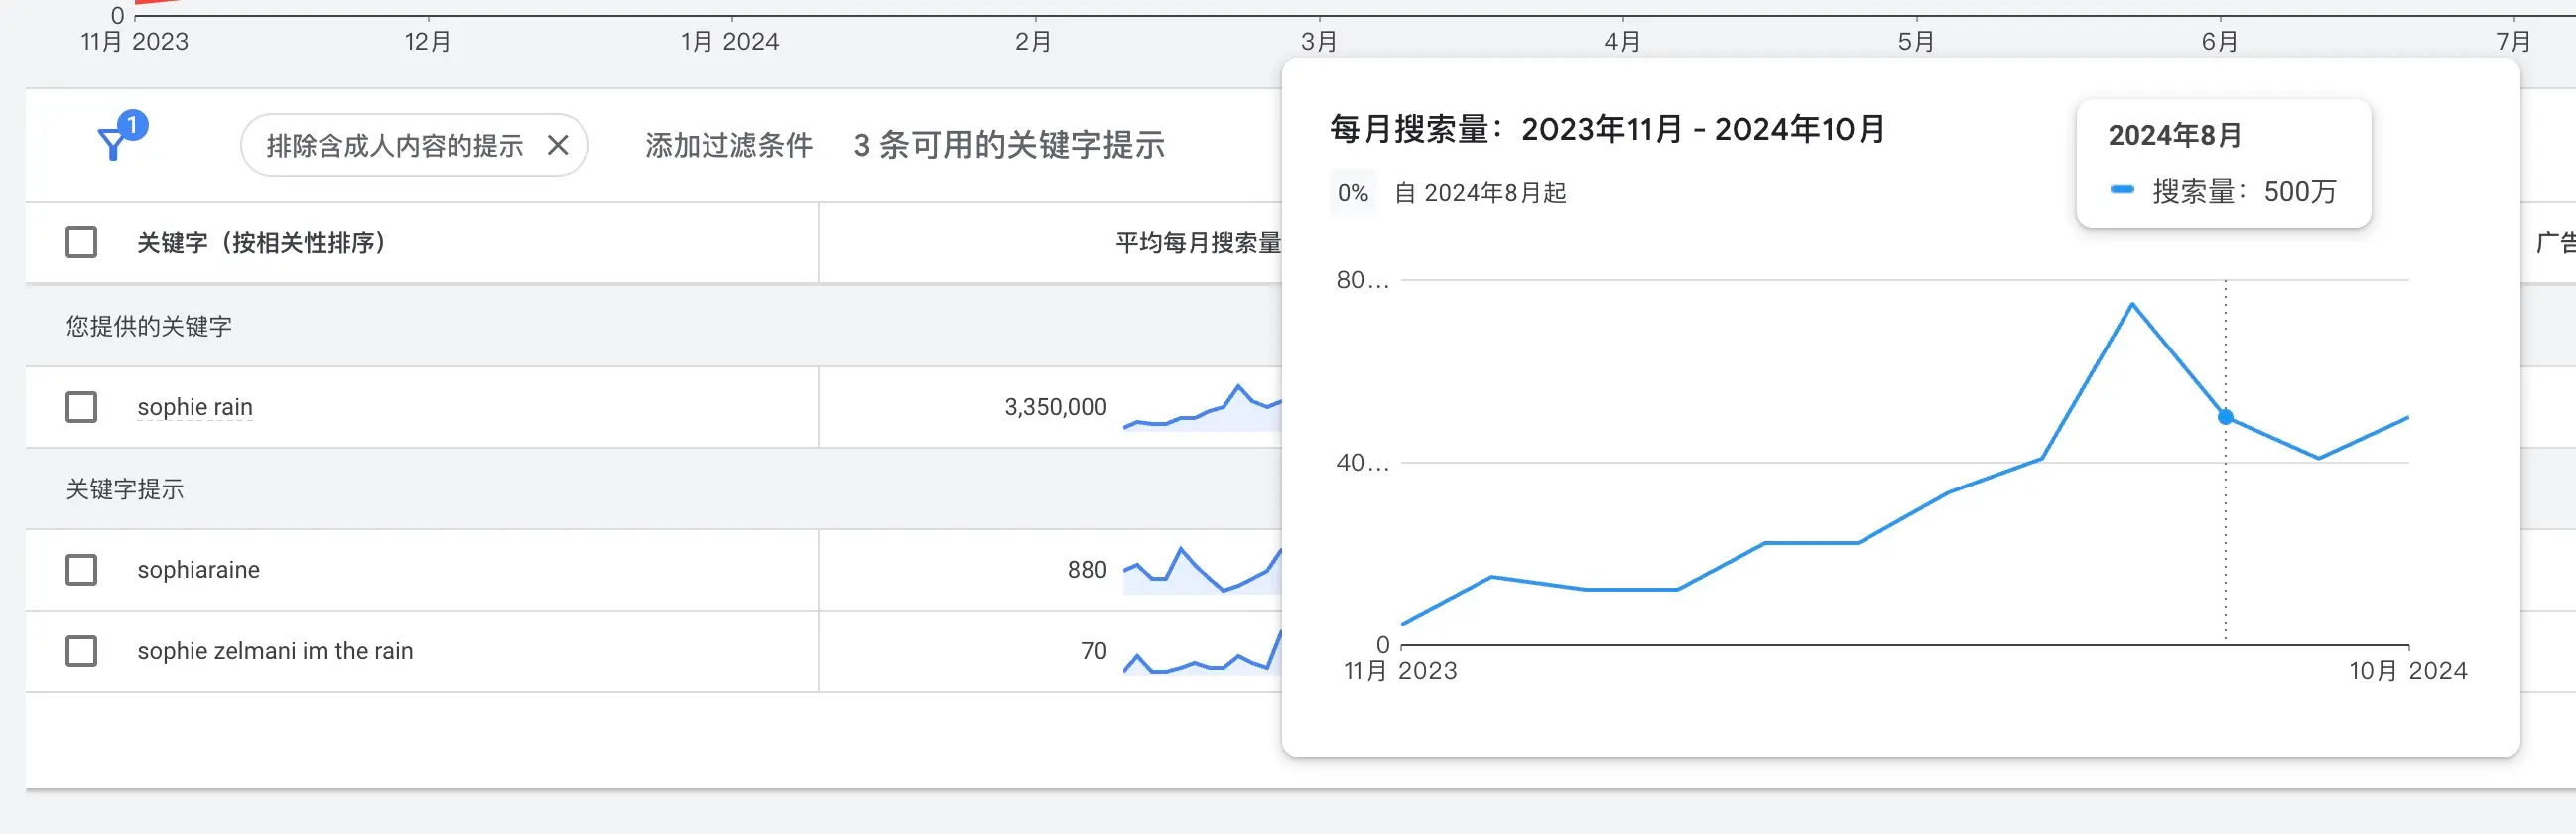 0
11月 2023 12月 1月 2024 2月 3月 4月 5月 6月 7月
1 排除含成人内容的提示 添加过滤条件 3 条可用的关键字提示
关键字（按相关性排序） 平均每月搜索量 广告
您提供的关键字
sophie rain 3,350,000
关键字提示
sophiaraine 880
sophie zelmani im the rain 70
每月搜索量：2023年11月 - 2024年10月
0% 自 2024年8月起
2024年8月
搜索量：500万
80...
40...
0
11月 2023 10月 2024